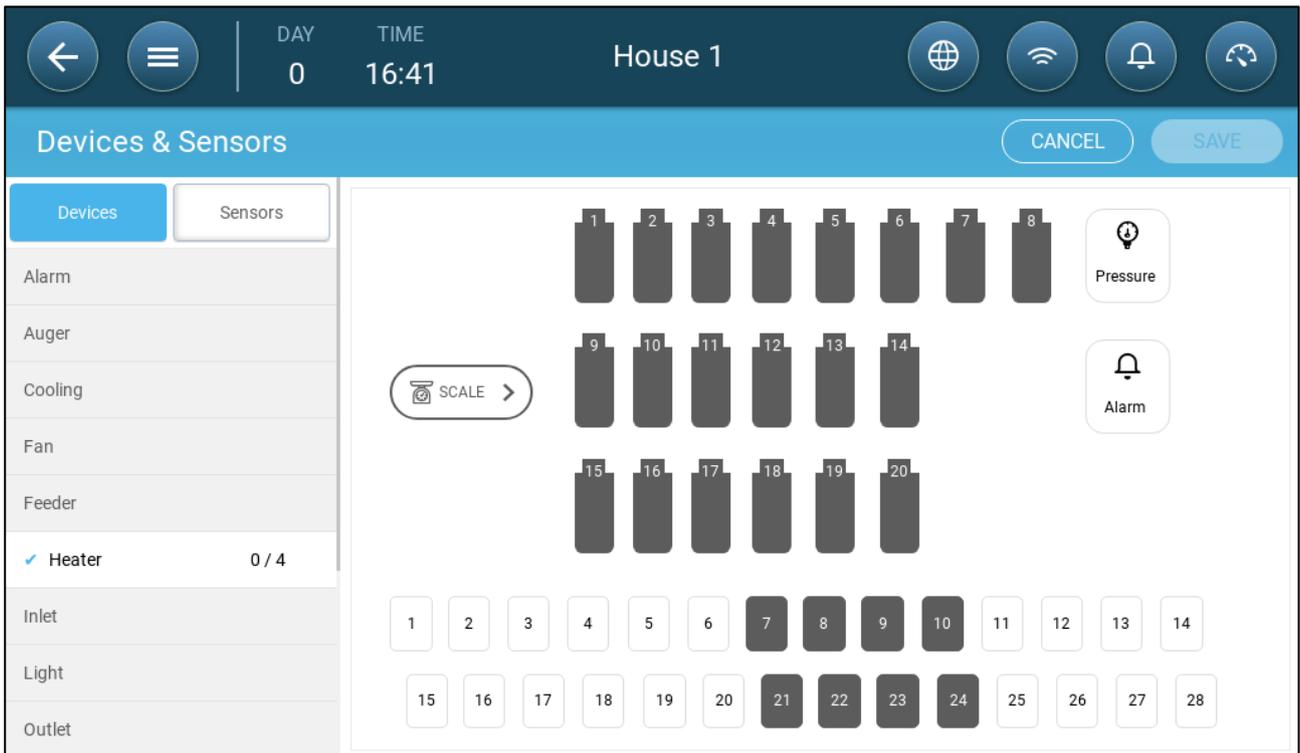 DAY TIME
0 16:41
House 1
Devices & Sensors CANCEL SAVE
Devices Sensors
Alarm
Auger
Cooling
Fan
Feeder
✔ Heater 0 / 4
Inlet
Light
Outlet
1 2 3 4 5 6 7 8
Pressure
9 10 11 12 13 14
SCALE
Alarm
15 16 17 18 19 20
1 2 3 4 5 6 7 8 9 10 11 12 13 14
15 16 17 18 19 20 21 22 23 24 25 26 27 28